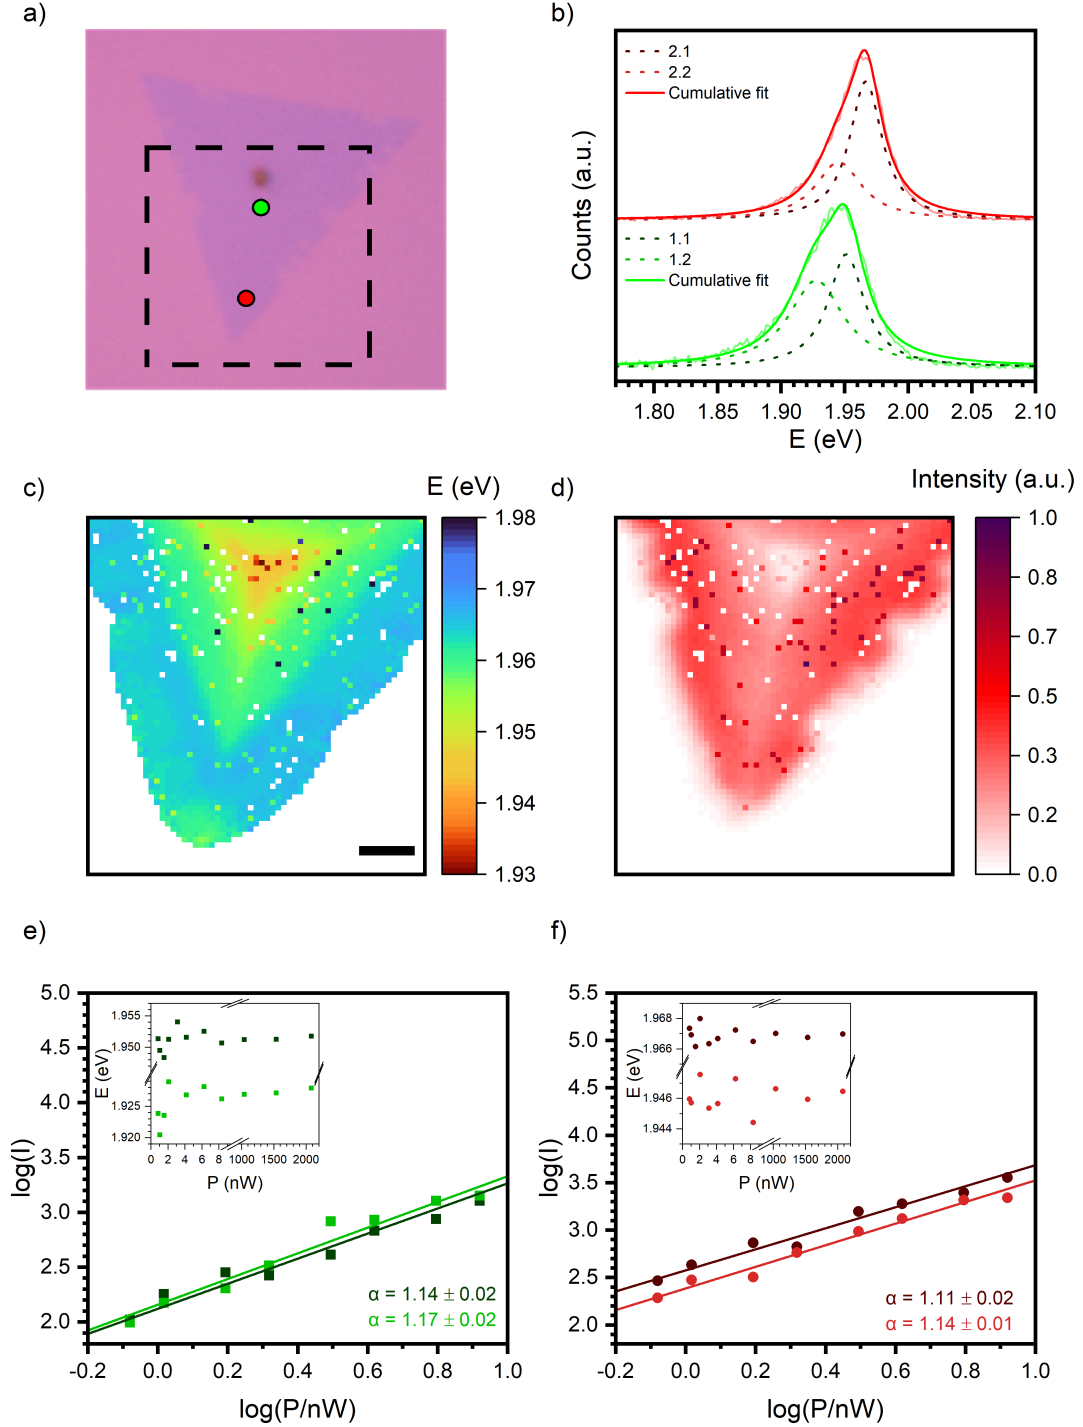 a)
b)
2.1
2.2
Cumulative fit
1.1
1.2
Cumulative fit
Counts (a.u.)
1.80 1.85 1.90 1.95 2.00 2.05 2.10
E (eV)
c)
E (eV)
1.98
1.97
1.96
1.95
1.94
1.93
d)
Intensity (a.u.)
1.0
0.8
0.7
0.5
0.3
0.2
0.0
e)
5.0
4.5
4.0
3.5
3.0
2.5
2.0
log(I)
-0.2 0.0 0.2 0.4 0.6 0.8 1.0
log(P/nW)
1.955
1.950
1.925
1.920
E (eV)
0 2 4 6 8 1000 1500 2000
P (nW)
α = 1.14 ± 0.02
α = 1.17 ± 0.02
f)
5.5
5.0
4.5
4.0
3.5
3.0
2.5
2.0
log(I)
-0.2 0.0 0.2 0.4 0.6 0.8 1.0
log(P/nW)
1.968
1.966
1.946
1.944
E (eV)
0 2 4 6 8 1000 1500 2000
P (nW)
α = 1.11 ± 0.02
α = 1.14 ± 0.01